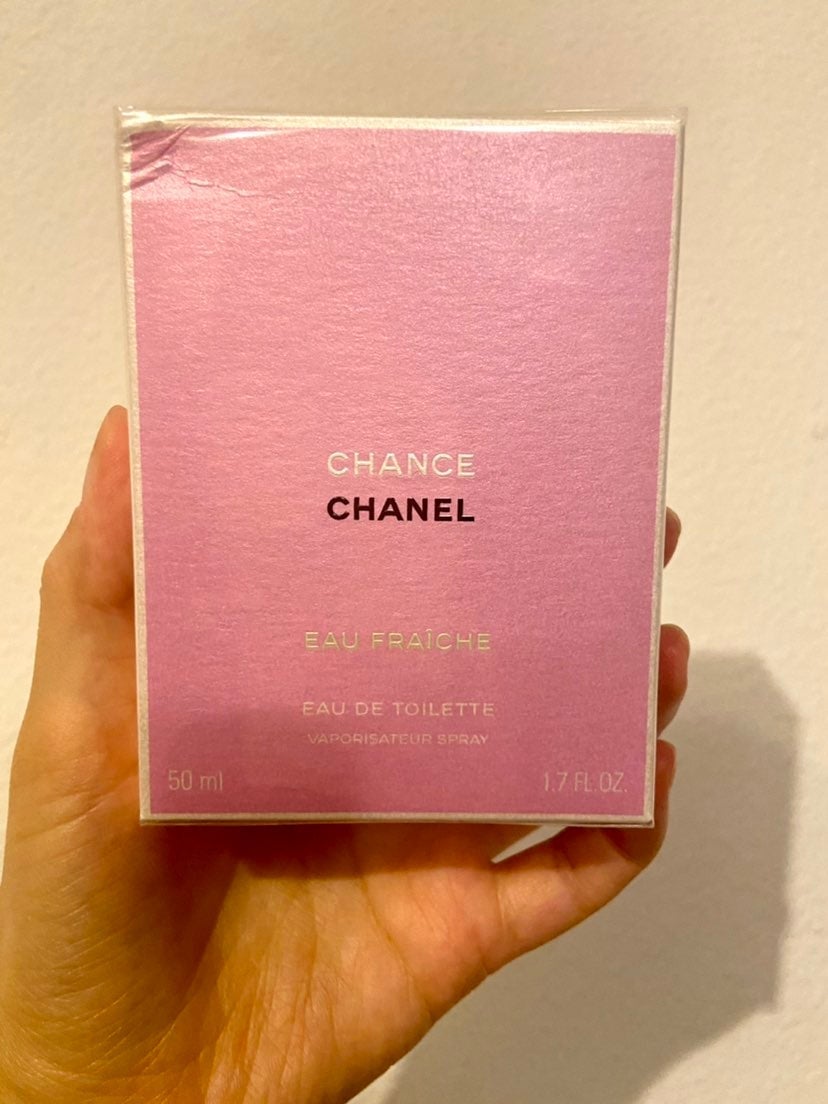 CHANCE
CHANEL
EAU FRAÎCHE
EAU DE TOILETTE
VAPORISATEUR SPRAY
50 ml 1.7 FL.OZ.